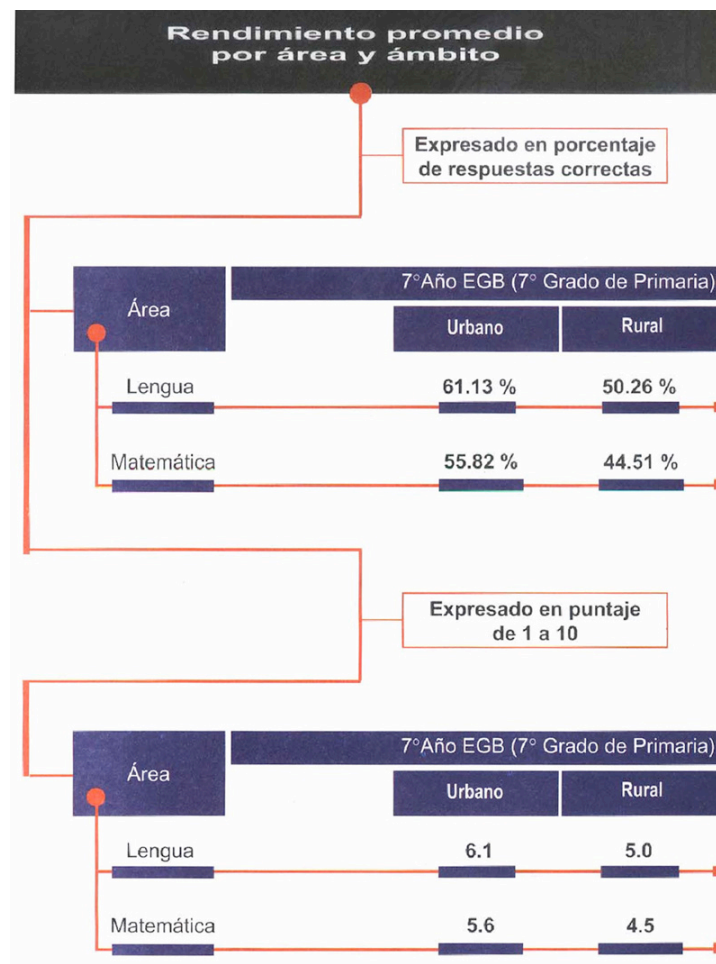 Rendimiento promedio
por área y ámbito
Expresado en porcentaje
de respuestas correctas
Área
7°Año EGB (7° Grado de Primaria)
Urbano
Rural
Lengua
61.13 %
50.26 %
Matemática
55.82 %
44.51 %
Expresado en puntaje
de 1 a 10
Área
7°Año EGB (7° Grado de Primaria)
Urbano
Rural
Lengua
6.1
5.0
Matemática
5.6
4.5